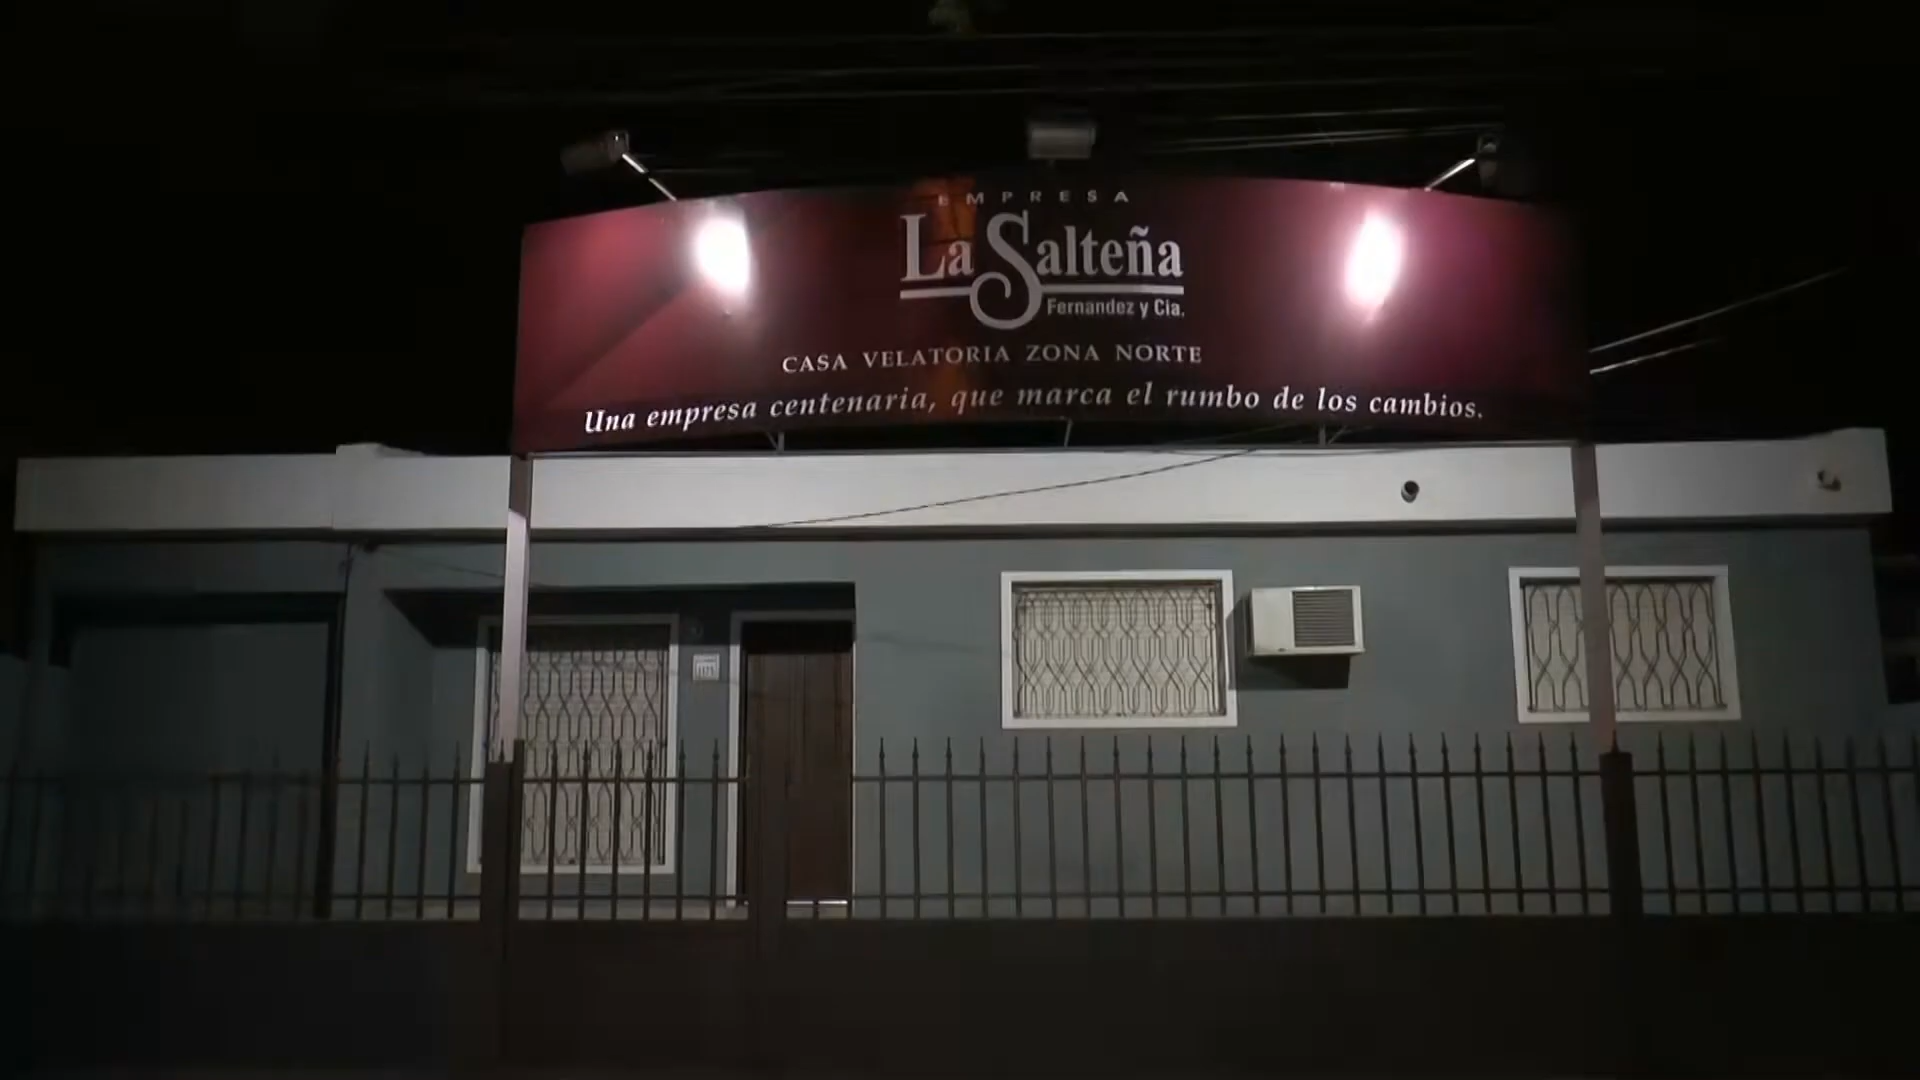 EMPRESA
La Salteña
Fernandez y Cia.
CASA VELATORIA ZONA NORTE
Una empresa centenaria, que marca el rumbo de los cambios.